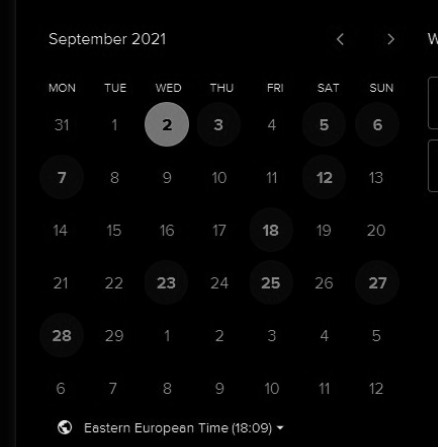 September 2021 < > W
MON TUE WED THU FRI SAT SUN
31 1 2 3 4 5 6
7 8 9 10 11 12 13
14 15 16 17 18 19 20
21 22 23 24 25 26 27
28 29 1 2 3 4 5
6 7 8 9 10 11 12
Eastern European Time (18:09)